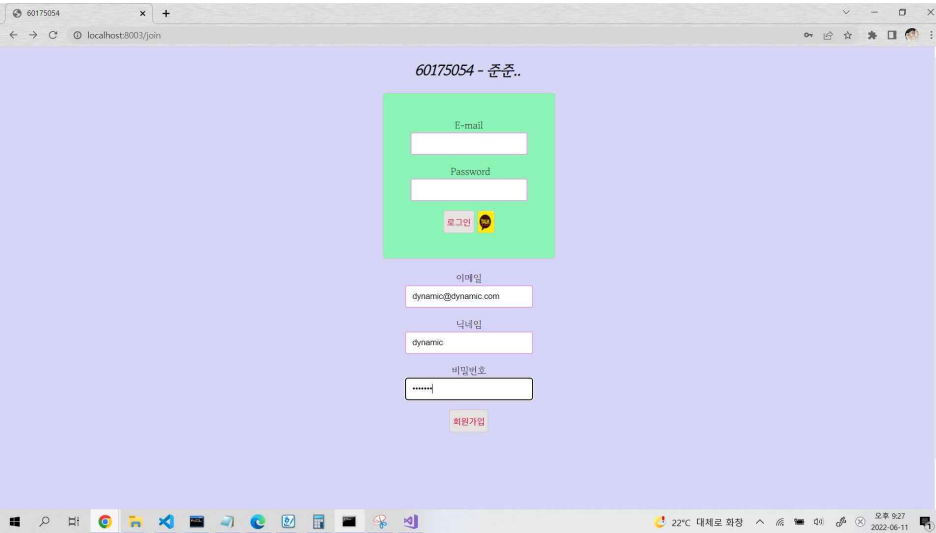 60175054
localhost:8003/join
60175054 - 준준..
E-mail
Password
로그인
TALK
이메일
dynamic@dynamic.com
닉네임
dynamic
비밀번호
•••••••
회원가입
22°C 대체로 화창
오후 9:27
2022-06-11